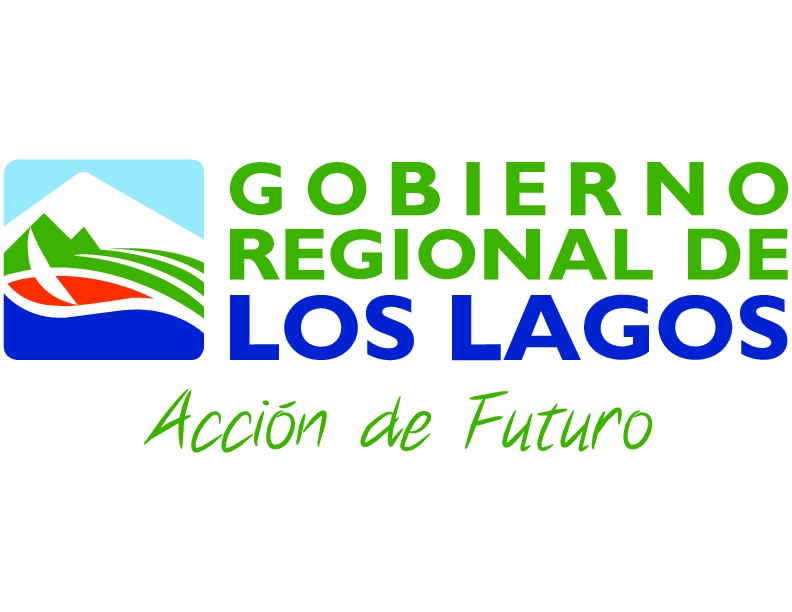 GOBIERNO
REGIONAL DE
LOS LAGOS
Acción de Futuro